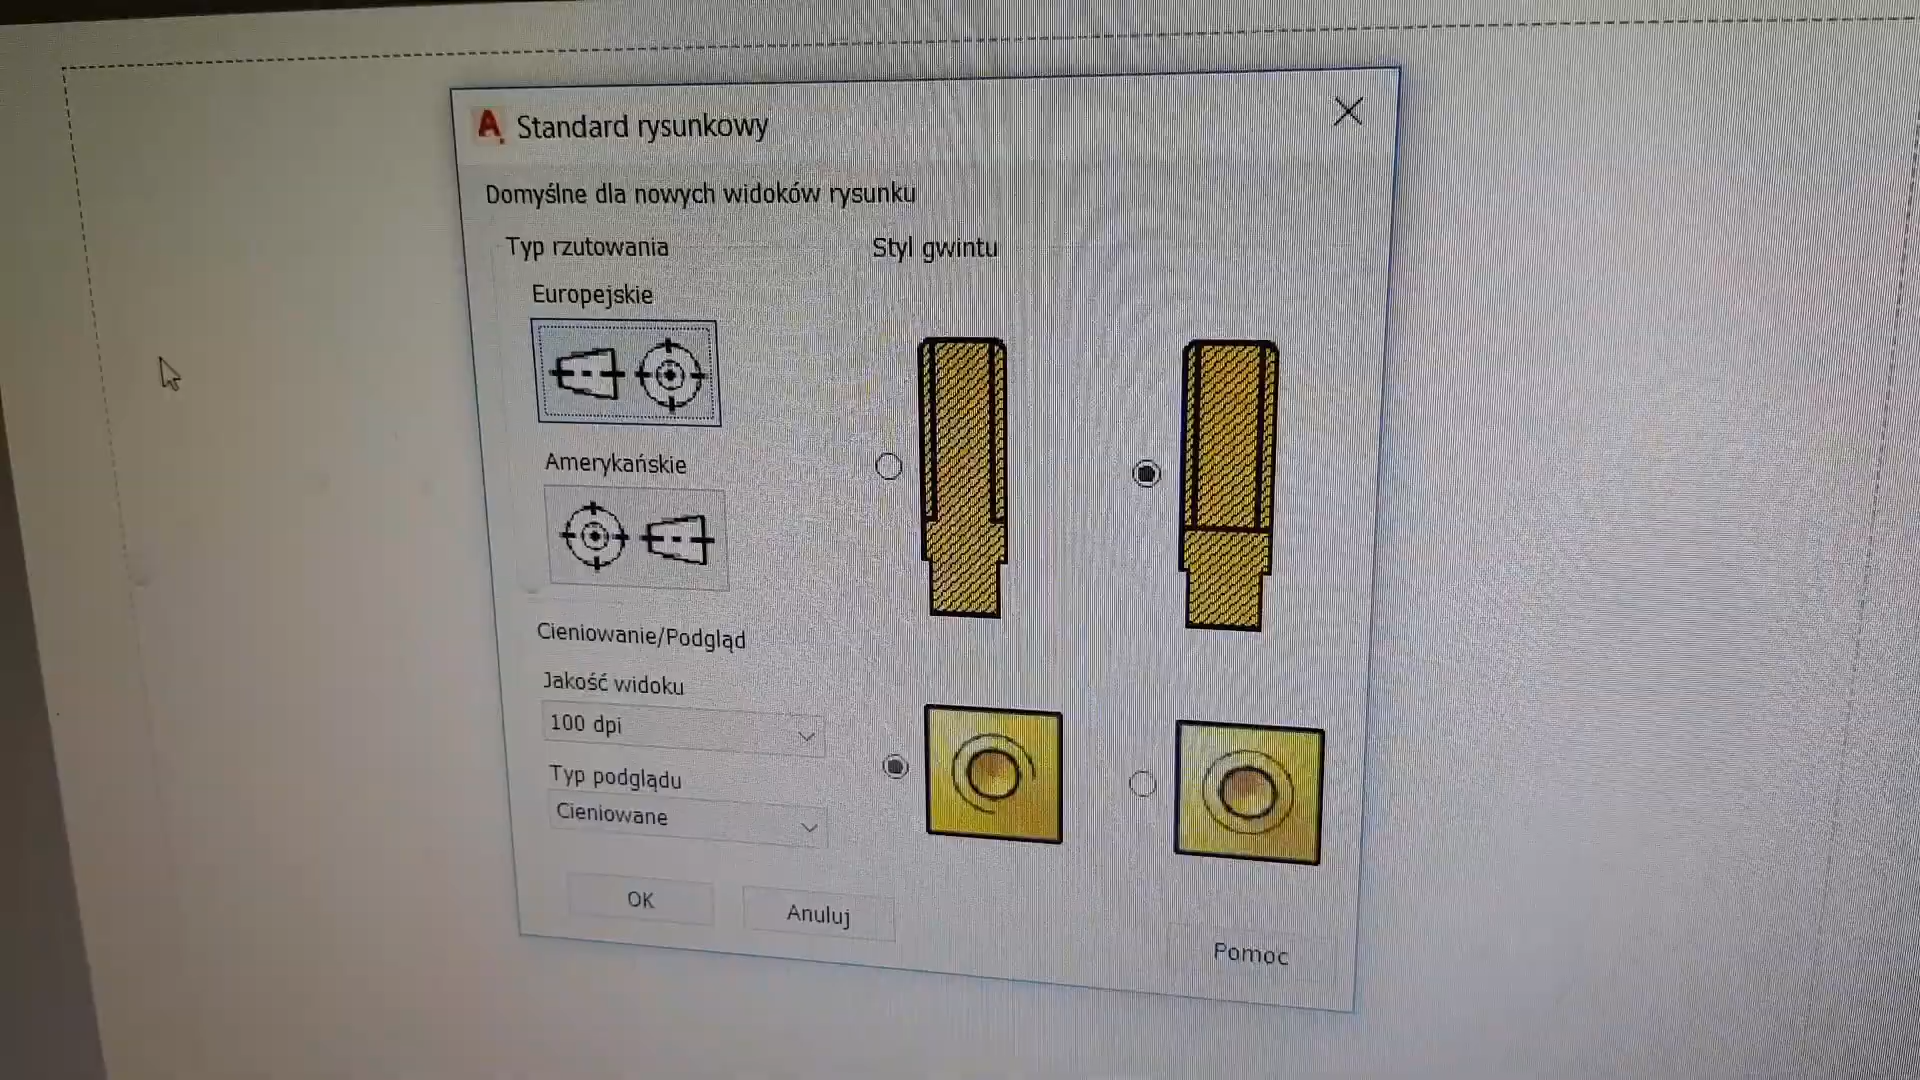 Standard rysunkowy
Domyślne dla nowych widoków rysunku
Typ rzutowania
Europejskie
Amerykańskie
Styl gwintu
Cieniowanie/Podgląd
Jakość widoku
100 dpi
Typ podglądu
Cieniowane
OK
Anuluj
Pomoc